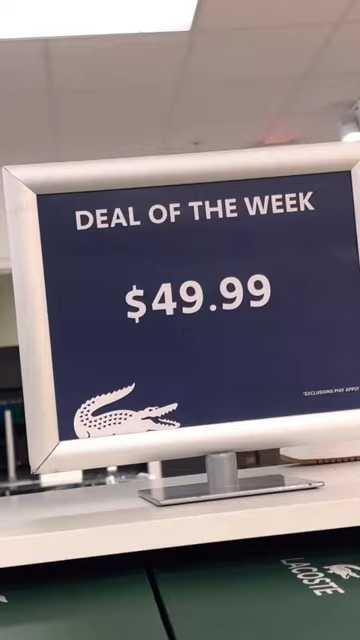 DEAL OF THE WEEK
$49.99
*EXCLUSIONS MAY APPLY
LACOSTE